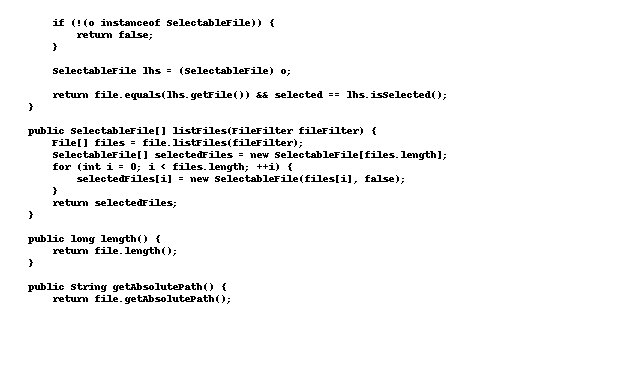 if (!(o instanceof SelectableFile)) {
            return false;
        }

        SelectableFile lhs = (SelectableFile) o;

        return file.equals(lhs.getFile()) && selected == lhs.isSelected();
    }

    public SelectableFile[] listFiles(FileFilter fileFilter) {
        File[] files = file.listFiles(fileFilter);
        SelectableFile[] selectedFiles = new SelectableFile[files.length];
        for (int i = 0; i < files.length; ++i) {
            selectedFiles[i] = new SelectableFile(files[i], false);
        }
        return selectedFiles;
    }

    public long length() {
        return file.length();
    }

    public String getAbsolutePath() {
        return file.getAbsolutePath();